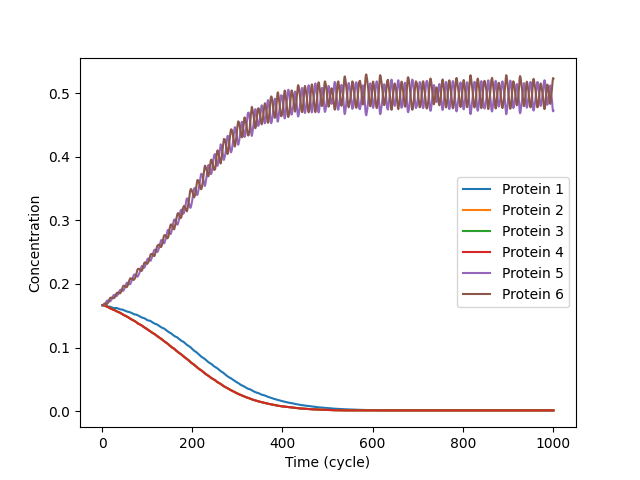 0.5
0.4
0.3
0.2
0.1
0.0
Concentration
Protein 1
Protein 2
Protein 3
Protein 4
Protein 5
Protein 6
0 200 400 600 800 1000
Time (cycle)